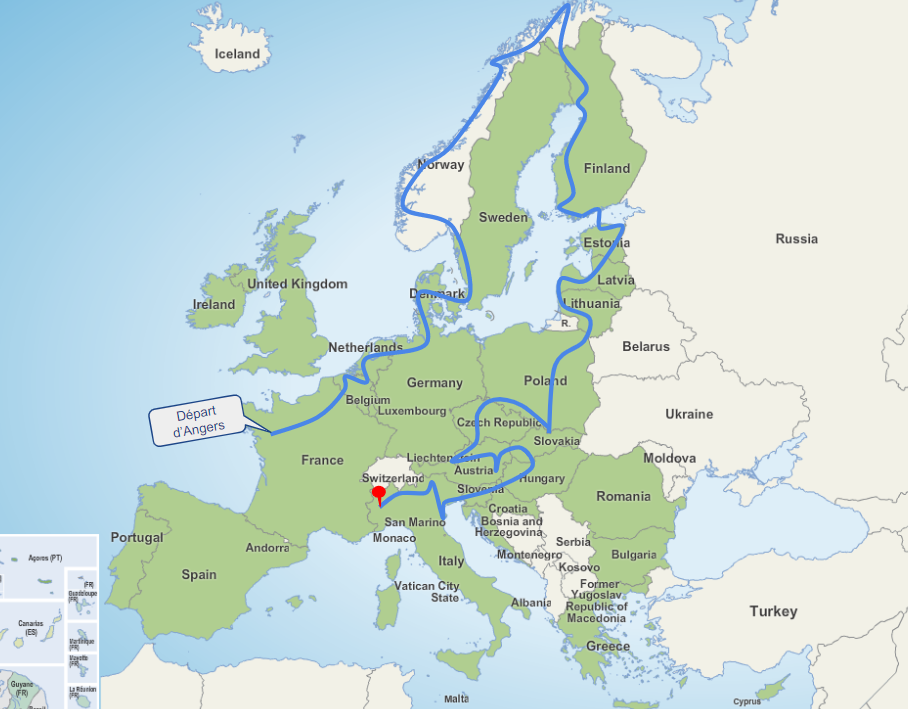 Iceland
Norway
Finland
Sweden
Russia
Estonia
Latvia
United Kingdom
Ireland
Denmark
Lithuania
R.
Netherlands
Belarus
Germany
Poland
Belgium
Luxembourg
Départ
d'Angers
Ukraine
Czech Republic
Slovakia
France
Liechtenstein
Moldova
Austria
Switzerland
Hungary
Slovenia
Romania
Croatia
San Marino
Bosnia and
Herzegovina
Portugal
Monaco
Serbia
Andorra
Montenegro
Bulgaria
Italy
Kosovo
Spain
Vatican City
State
Former
Yugoslav
Republic of
Macedonia
Albania
Turkey
Greece
Malta
Cyprus
Açores (PT)
(FR)
Guadeloupe
(FR)
Canarias
(ES)
Martinique
(FR)
Mayotte
(FR)
Guyane
(FR)
La Réunion
(FR)
Brazil